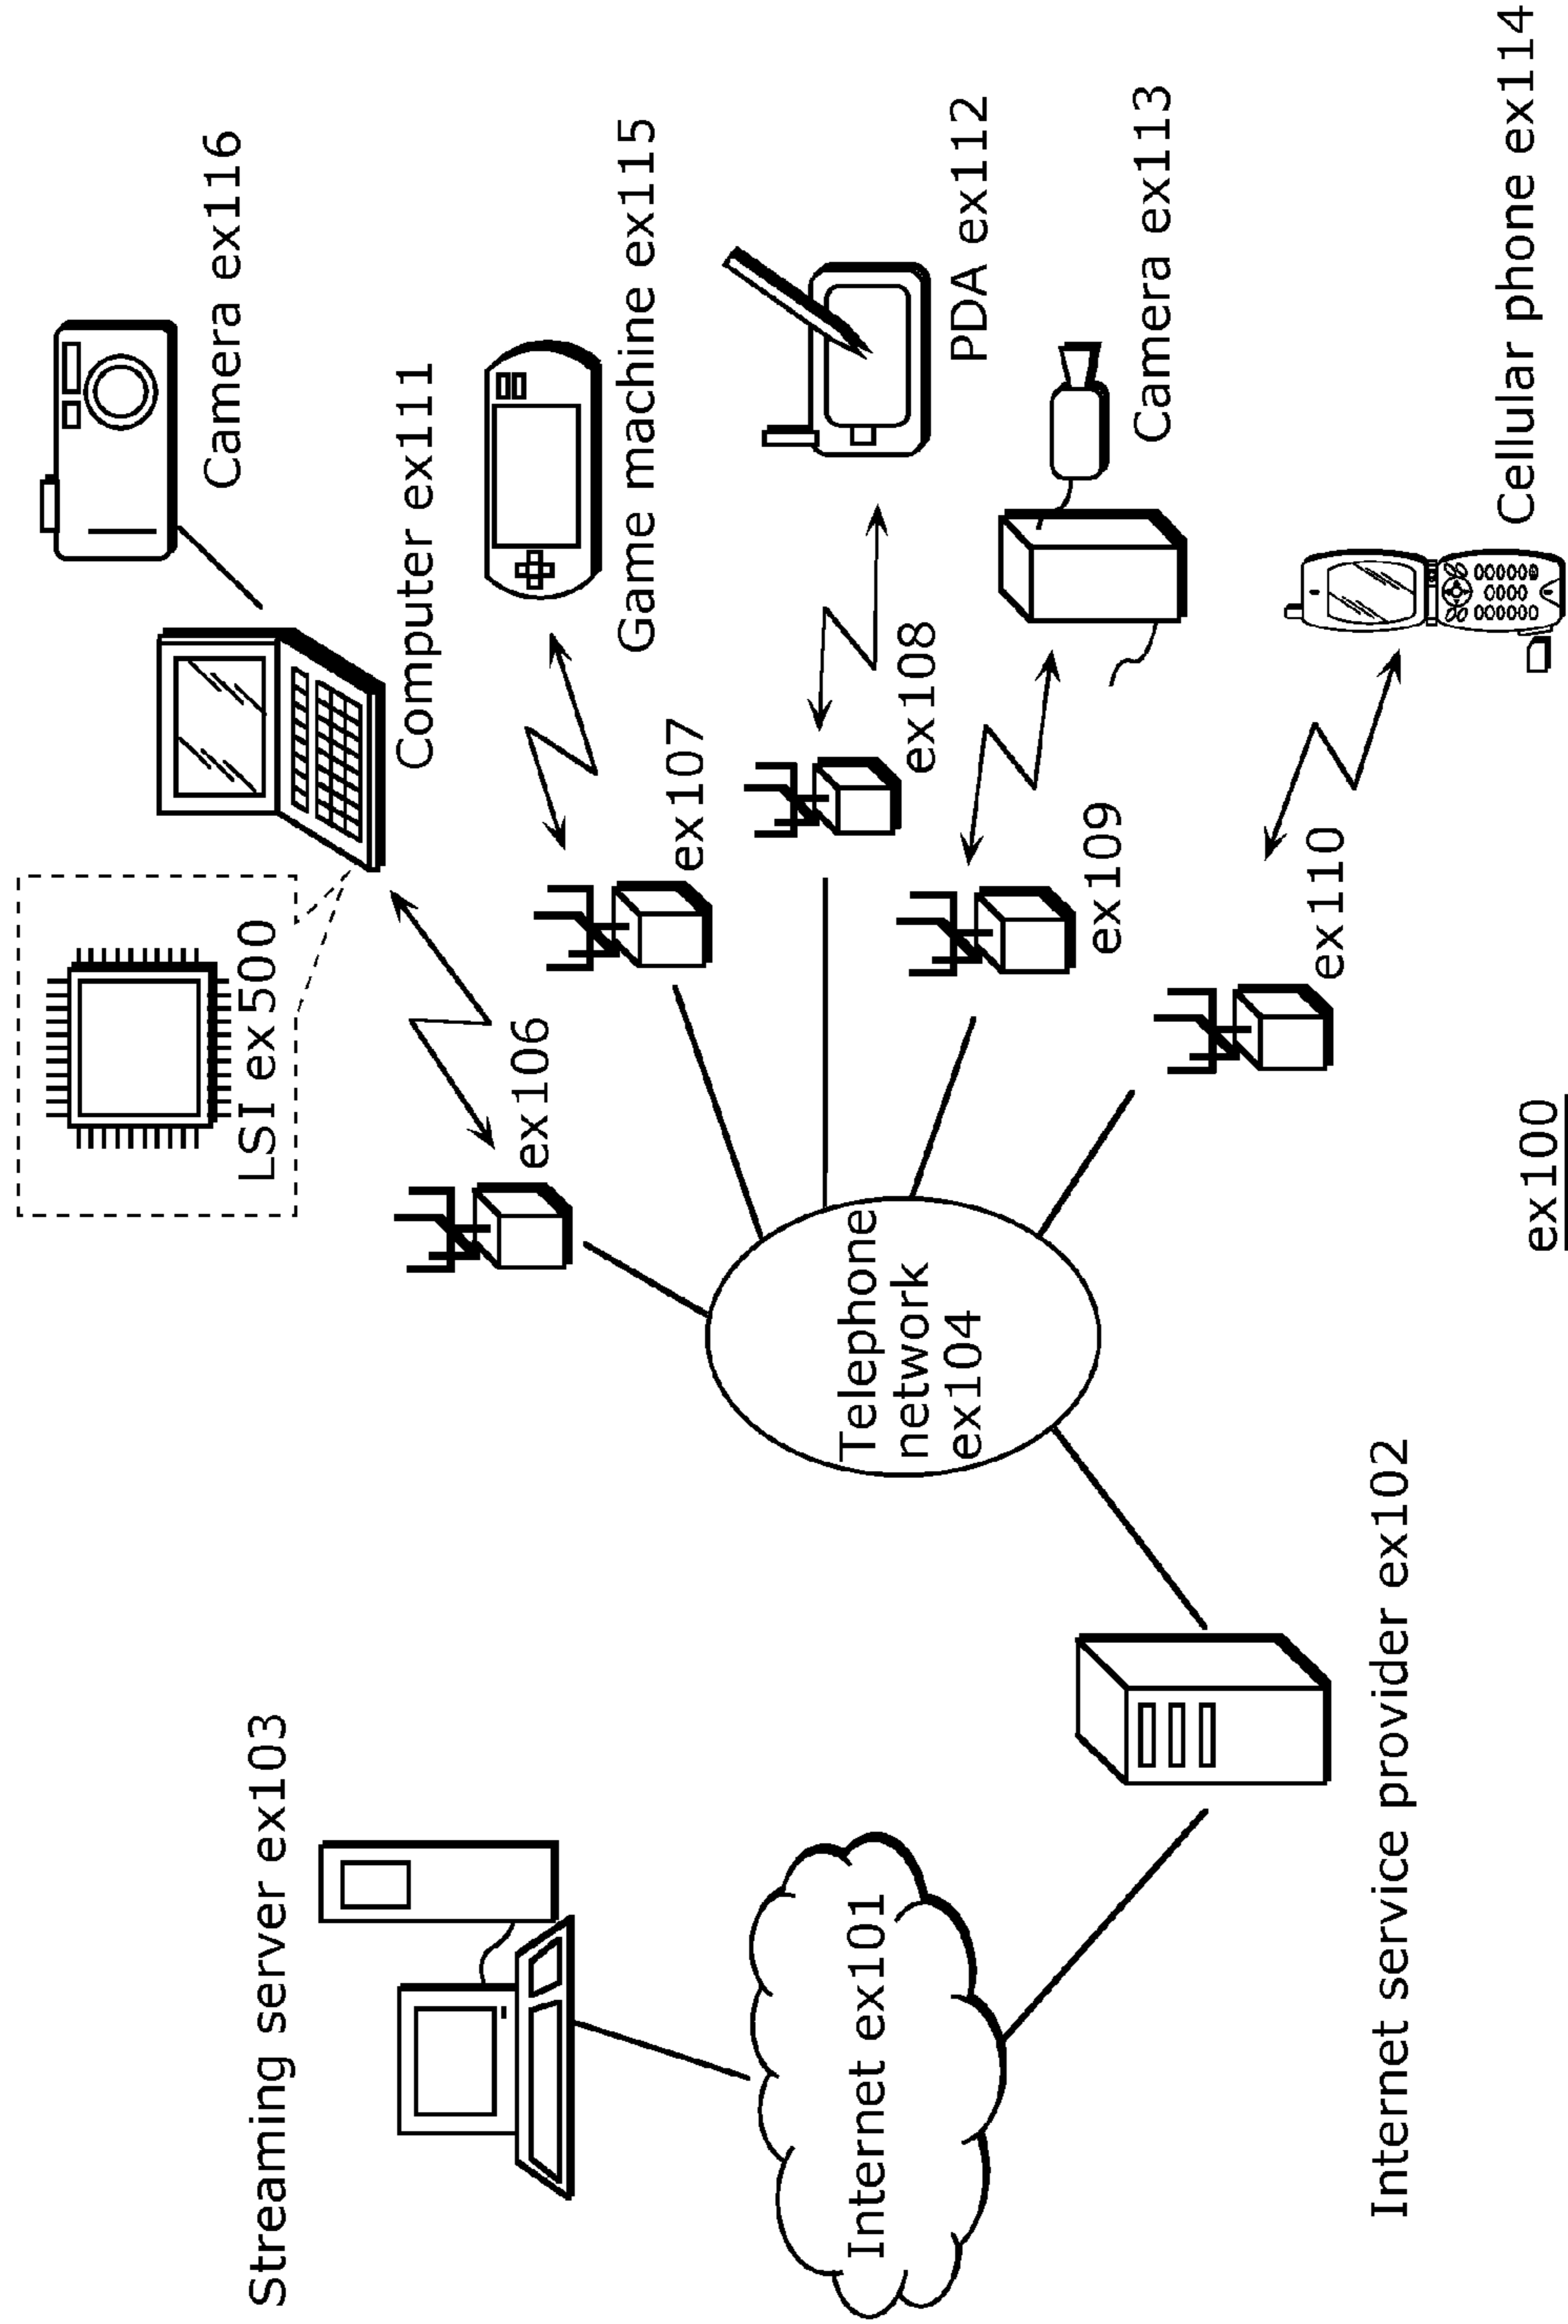 Streaming server ex103
Internet ex101
Internet service provider ex102
Telephone
network
ex104
LSI ex500
ex106
ex107
ex108
ex109
ex110
Camera ex116
Computer ex111
Game machine ex115
PDA ex112
Camera ex113
Cellular phone ex114
ex100